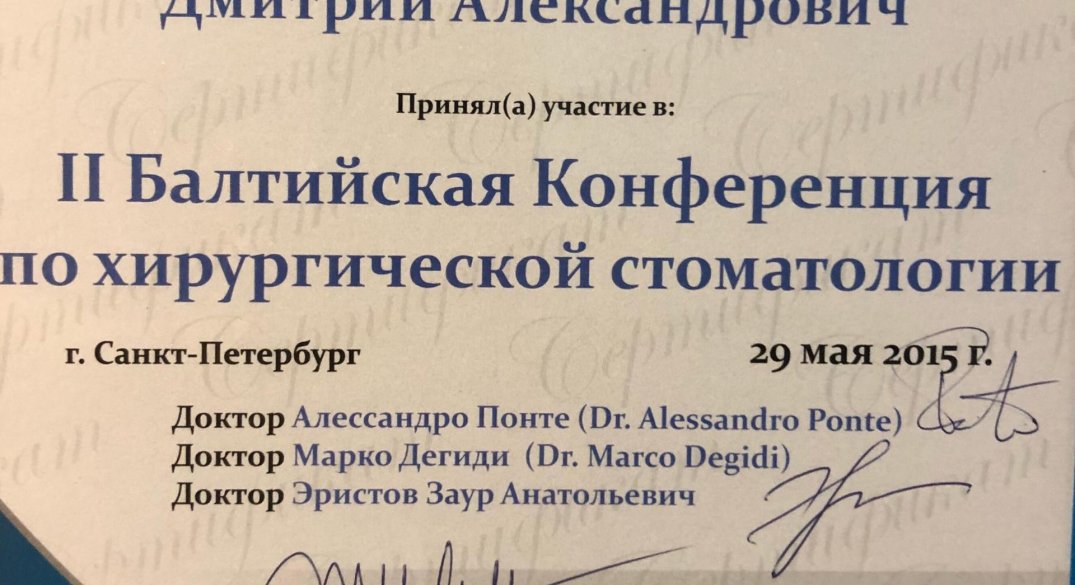 Дмитрий Александрович
Принял(а) участие в:
II Балтийская Конференция
по хирургической стоматологии
г. Санкт-Петербург
29 мая 2015 г.
Доктор Алессандро Понте (Dr. Alessandro Ponte)
Доктор Марко Дегиди (Dr. Marco Degidi)
Доктор Эристов Заур Анатольевич